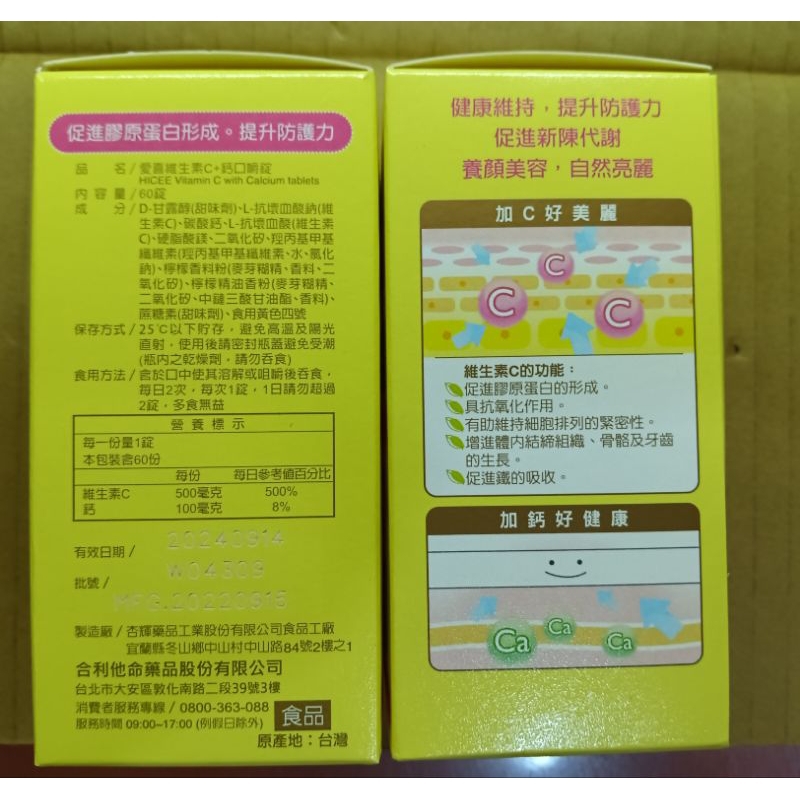 促進膠原蛋白形成。提升防護力
品　名/愛喜維生素C+鈣口嚼錠
HICEE Vitamin C with Calcium tablets
內容量/60錠
成　分/D-甘露醇(甜味劑)、L-抗壞血酸鈉(維
生素C)、碳酸鈣、L-抗壞血酸(維生素
C)、硬脂酸鎂、二氧化矽、羥丙基甲基
纖維素(羥丙基甲基纖維素、水、氯化
鈉)、檸檬香料粉(麥芽糊精、香料、二
氧化矽)、檸檬精油香粉(麥芽糊精、
二氧化矽、中鏈三酸甘油酯、香料)、
蔗糖素(甜味劑)、食用黃色四號
保存方式/25℃以下貯存，避免高溫及陽光
直射，使用後請密封瓶蓋避免受潮
(瓶內之乾燥劑，請勿吞食)
食用方法/含於口中使其溶解或咀嚼後吞食，
每日2次，每次1錠，1日請勿超過
2錠，多食無益
營養標示
每一份量1錠
本包裝含60份
每份　每日參考值百分比
維生素C　500毫克　500%
鈣　100毫克　8%
有效日期/ 20240914
批號/ W04309
MFG.20220915
製造廠/杏輝藥品工業股份有限公司食品工廠
宜蘭縣冬山鄉中山村中山路84號2樓之1
合利他命藥品股份有限公司
台北市大安區敦化南路二段39號3樓
消費者服務專線/0800-363-088
服務時間 09:00~17:00 (例假日除外)
食品
原產地：台灣
健康維持，提升防護力
促進新陳代謝
養顏美容，自然亮麗
加C好美麗
C
C
C
維生素C的功能：
促進膠原蛋白的形成。
具抗氧化作用。
有助維持細胞排列的緊密性。
增進體內結締組織、骨骼及牙齒
的生長。
促進鐵的吸收。
加鈣好健康
Ca
Ca
Ca